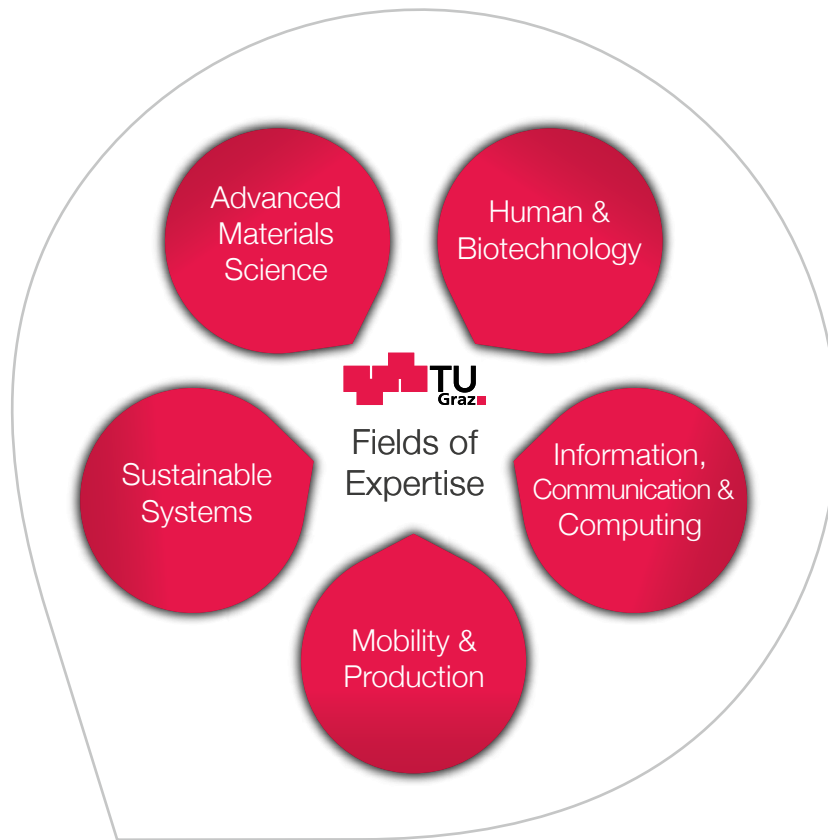 Advanced
Materials
Science
Human &
Biotechnology
TU
Graz
Fields of
Expertise
Sustainable
Systems
Information,
Communication &
Computing
Mobility &
Production